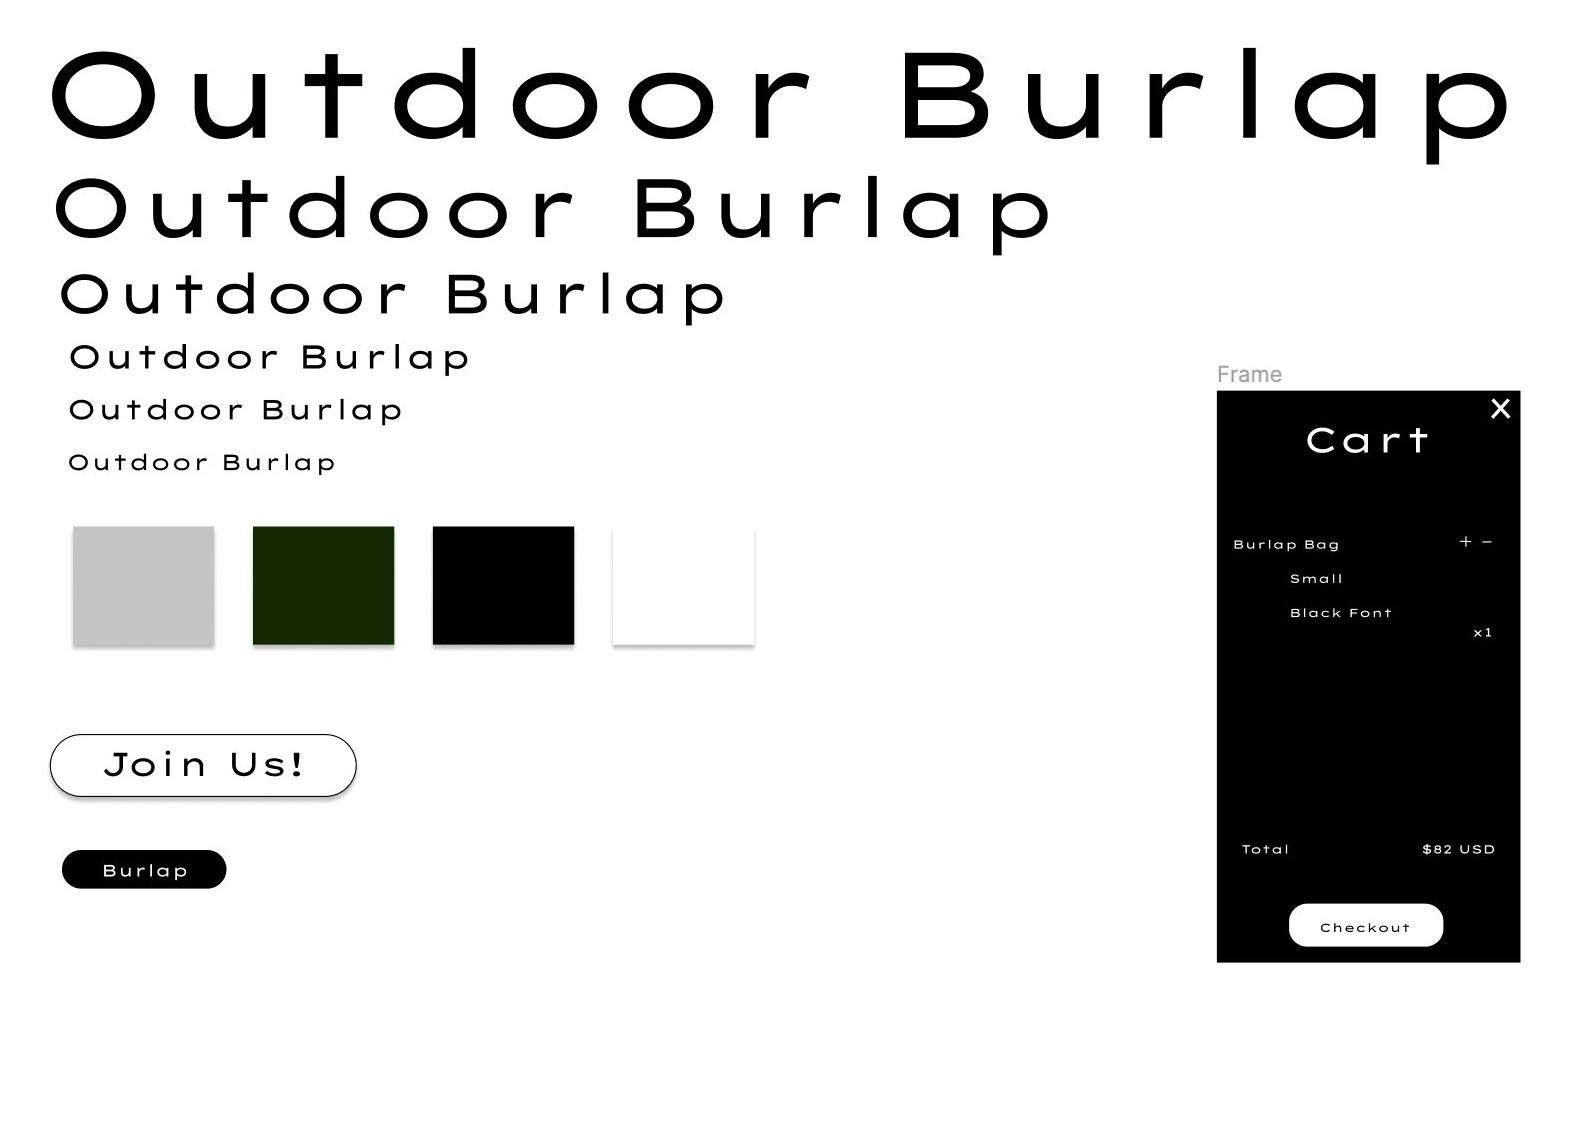 Outdoor Burlap
Outdoor Burlap
Outdoor Burlap
Outdoor Burlap
Outdoor Burlap
Outdoor Burlap
Join Us!
Burlap
Frame
X
Cart
Burlap Bag + −
Small
Black Font
x1
Total $82 USD
Checkout